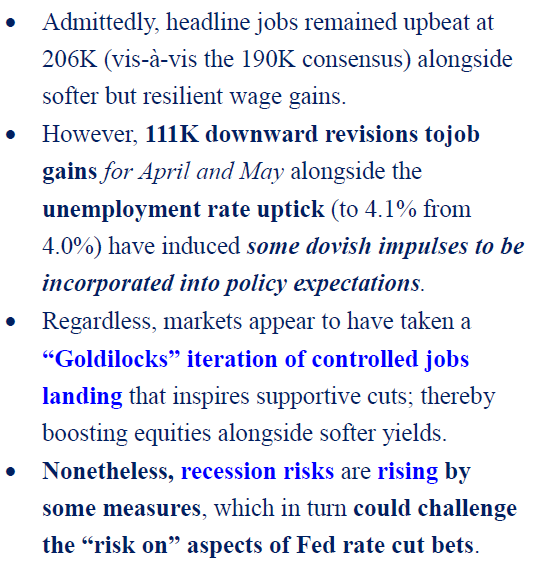 • Admittedly, headline jobs remained upbeat at
206K (vis-à-vis the 190K consensus) alongside
softer but resilient wage gains.
• However, 111K downward revisions tojob
gains for April and May alongside the
unemployment rate uptick (to 4.1% from
4.0%) have induced some dovish impulses to be
incorporated into policy expectations.
• Regardless, markets appear to have taken a
“Goldilocks” iteration of controlled jobs
landing that inspires supportive cuts; thereby
boosting equities alongside softer yields.
• Nonetheless, recession risks are rising by
some measures, which in turn could challenge
the “risk on” aspects of Fed rate cut bets.